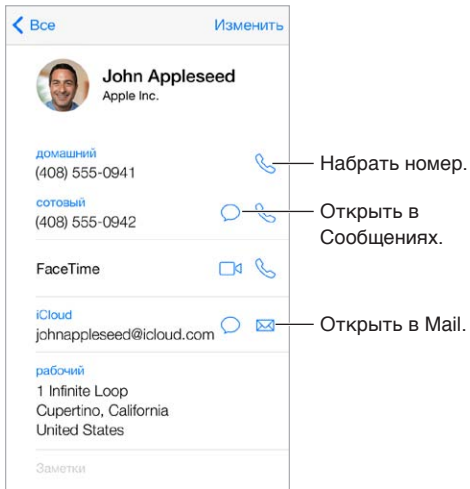 Все Изменить
John Appleseed
Apple Inc.
домашний
(408) 555-0941
Набрать номер.
сотовый
(408) 555-0942
Открыть в
Сообщениях.
FaceTime
iCloud
johnappleseed@icloud.com
Открыть в Mail.
рабочий
1 Infinite Loop
Cupertino, California
United States
Заметки